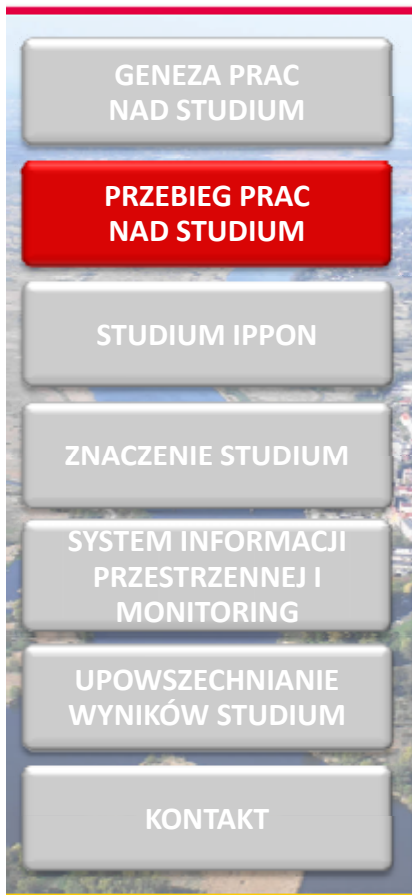 GENEZA PRAC
NAD STUDIUM
PRZEBIEG PRAC
NAD STUDIUM
STUDIUM IPPON
ZNACZENIE STUDIUM
SYSTEM INFORMACJI
PRZESTRZENNEJ I
MONITORING
UPOWSZECHNIANIE
WYNIKÓW STUDIUM
KONTAKT